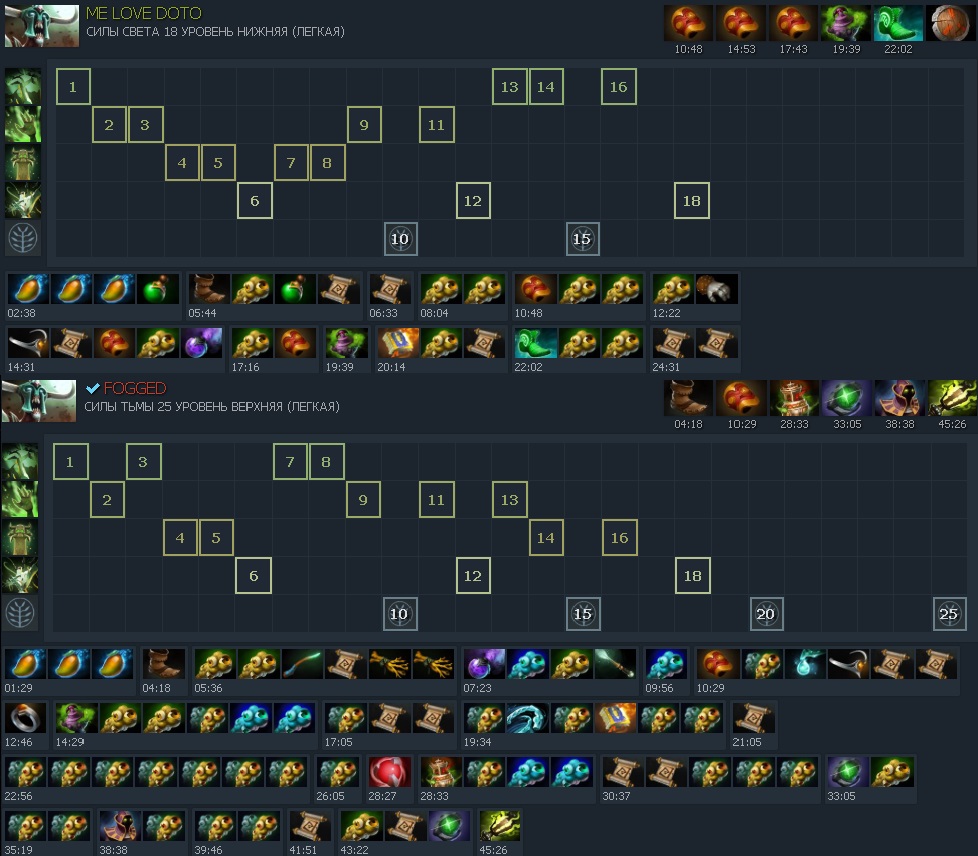 ME LOVE DOTO
СИЛЫ СВЕТА 18 УРОВЕНЬ НИЖНЯЯ (ЛЕГКАЯ)
10:48 14:53 17:43 19:39 22:02
1 13 14 16
2 3 9 11
4 5 7 8
6 12 18
10 15
02:38 05:44 06:33 08:04 10:48 12:22
14:31 17:16 19:39 20:14 22:02 24:31
FOGGED
СИЛЫ ТЬМЫ 25 УРОВЕНЬ ВЕРХНЯЯ (ЛЕГКАЯ)
04:18 10:29 28:33 33:05 38:38 45:26
1 3 7 8
2 9 11 13
4 5 14 16
6 12 18
10 15 20 25
01:29 04:18 05:36 07:23 09:56 10:29
12:46 14:29 17:05 19:34 21:05
22:56 26:05 28:27 28:33 30:37 33:05
35:19 38:38 39:46 41:51 43:22 45:26